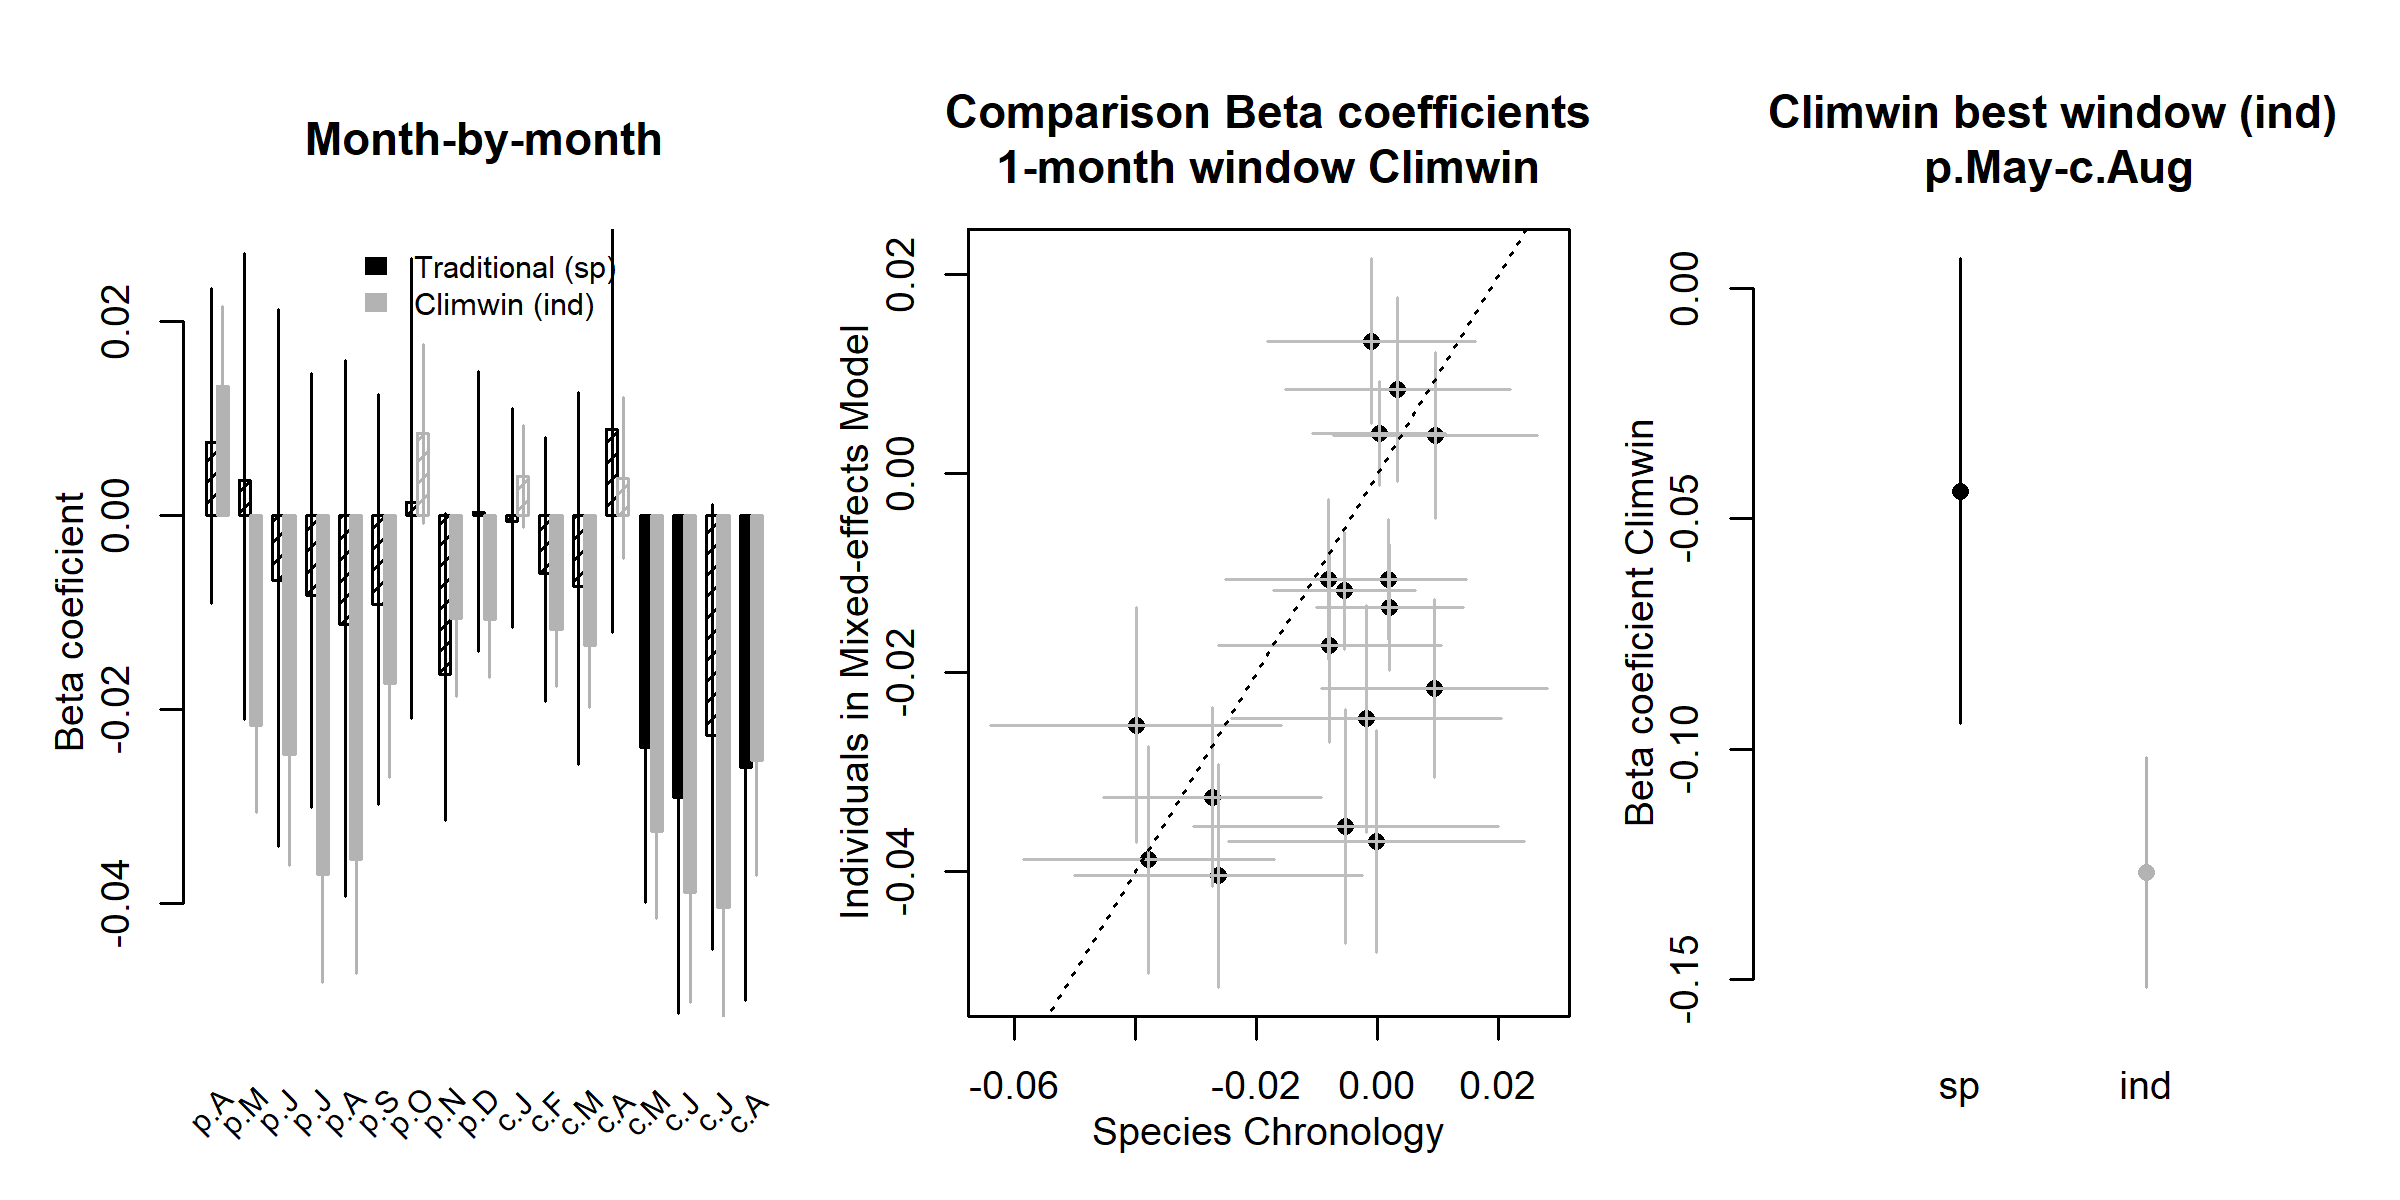 Month-by-month
Traditional (sp)
Climwin (ind)
Beta coeficient
0.02
0.00
-0.02
-0.04
p.A
p.M
p.J
p.J
p.A
p.S
p.O
p.N
p.D
c.J
c.F
c.M
c.A
c.M
c.J
c.J
c.A
Comparison Beta coefficients
1-month window Climwin
Individuals in Mixed-effects Model
0.02
0.00
-0.02
-0.04
-0.06
-0.02
0.00
0.02
Species Chronology
Climwin best window (ind)
p.May-c.Aug
Beta coeficient Climwin
0.00
-0.05
-0.10
-0.15
sp
ind